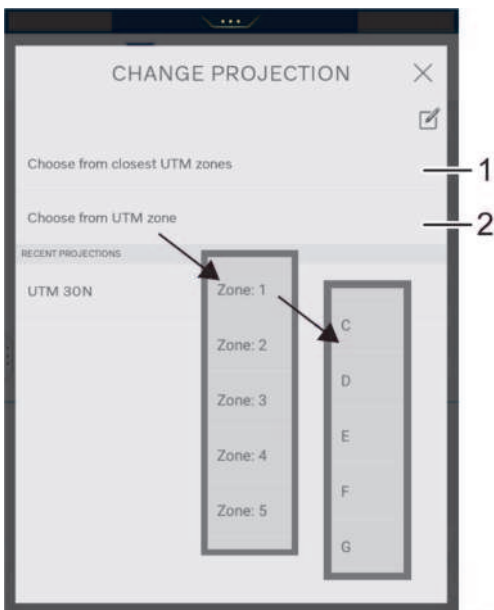 CHANGE PROJECTION
Choose from closest UTM zones
1
Choose from UTM zone
2
RECENT PROJECTIONS
UTM 30N
Zone: 1
Zone: 2
Zone: 3
Zone: 4
Zone: 5
C
D
E
F
G